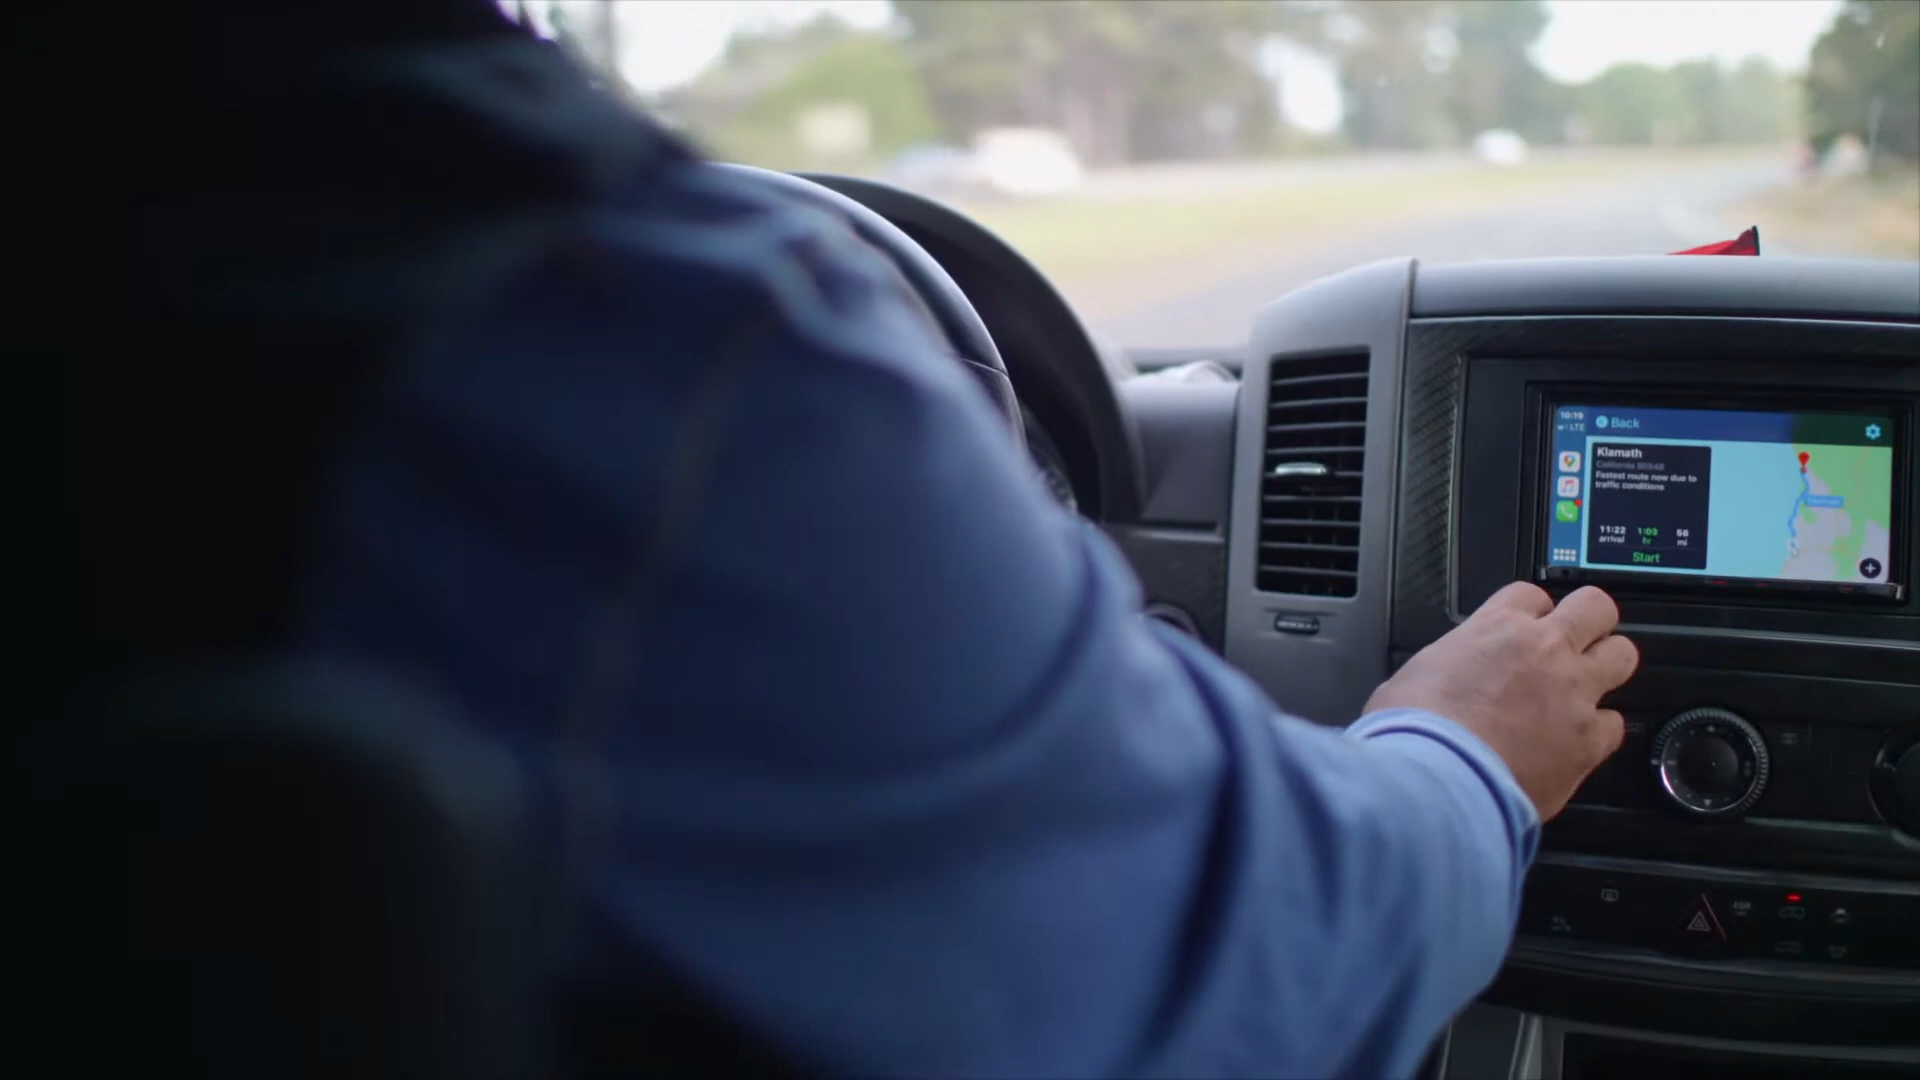 10:19
LTE
Back
Klamath
California 95548
Fastest route now due to
traffic conditions
11:22 1:03 56
arrival hr mi
Start